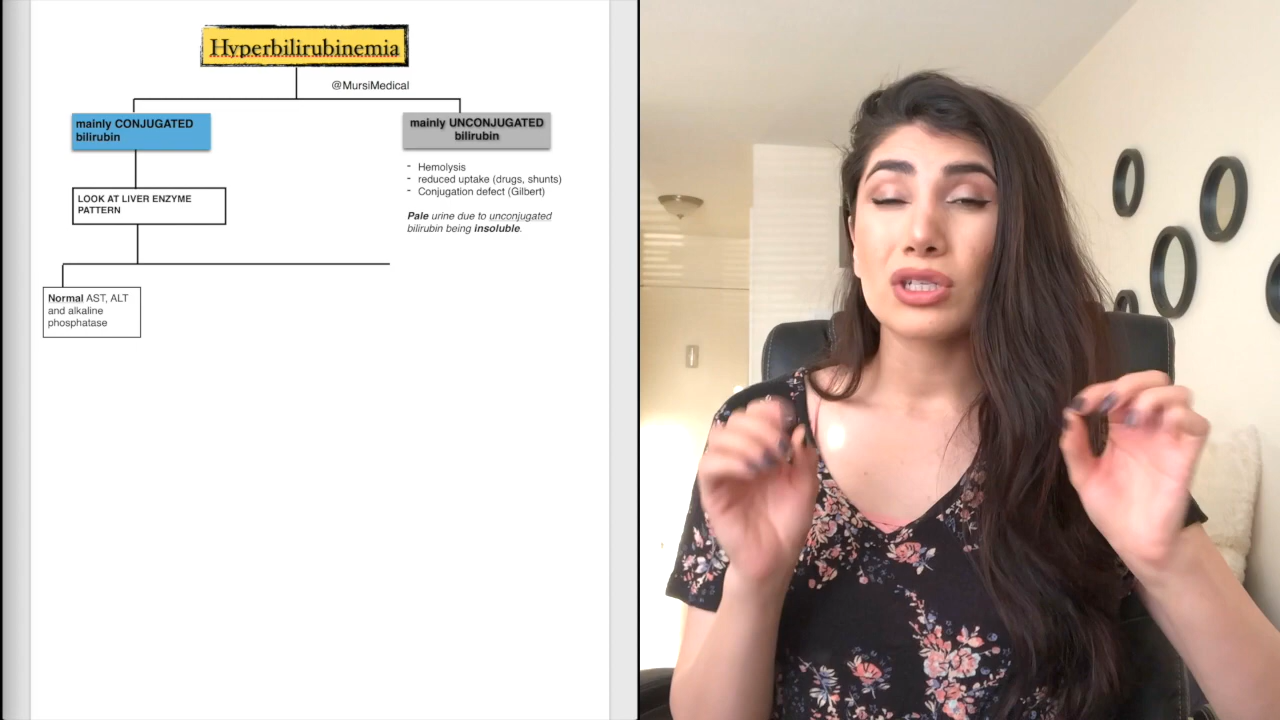 Hyperbilirubinemia
@MursiMedical
mainly CONJUGATED
bilirubin
mainly UNCONJUGATED
bilirubin
- Hemolysis
- reduced uptake (drugs, shunts)
- Conjugation defect (Gilbert)
Pale urine due to unconjugated
bilirubin being insoluble.
LOOK AT LIVER ENZYME
PATTERN
Normal AST, ALT
and alkaline
phosphatase